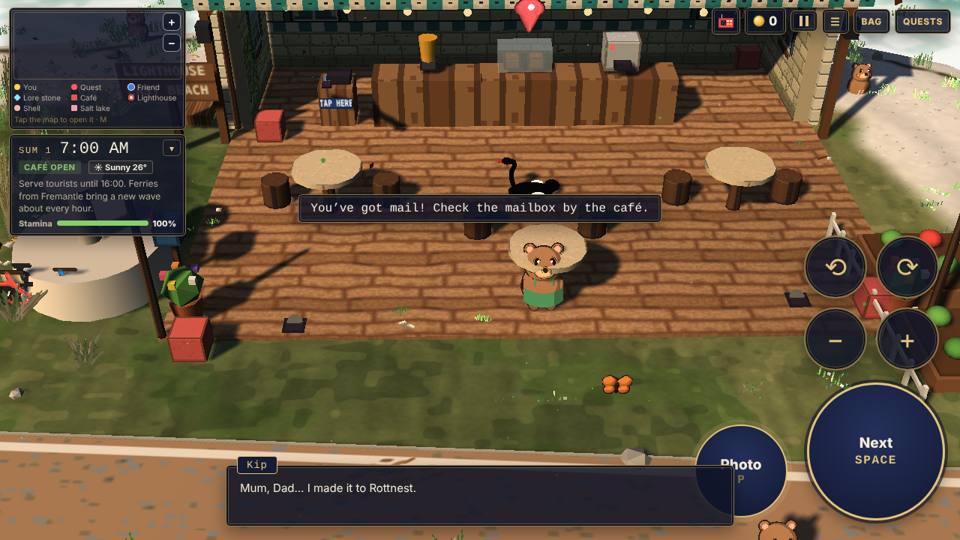 +
0
BAG
QUESTS
−
LIGHTHOUSE
You
Quest
Friend
Lore stone
Café
Lighthouse
Shell
Salt lake
Tap the map to open it · M
TAP HERE
SUM 1 7:00 AM
CAFÉ OPEN
Sunny 26°
Serve tourists until 16:00. Ferries
from Fremantle bring a new wave
about every hour.
Stamina 100%
You've got mail! Check the mailbox by the café.
− +
Next
SPACE
Photo
P
Kip
Mum, Dad… I made it to Rottnest.